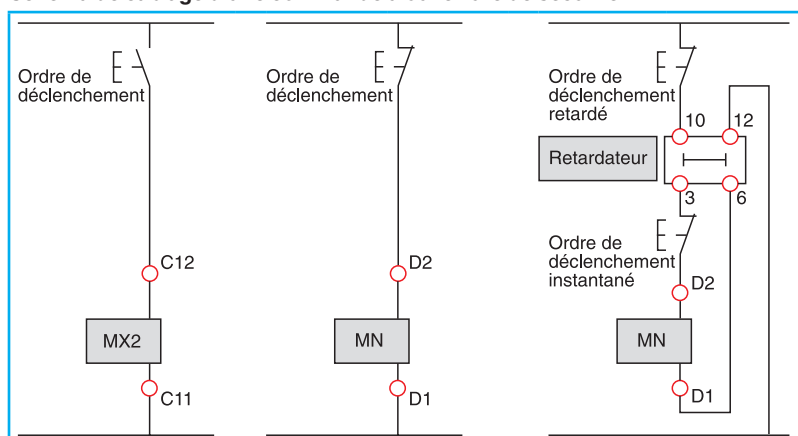 Ordre de
déclenchement
C12
MX2
C11
Ordre de
déclenchement
D2
MN
D1
Ordre de
déclenchement
retardé
10
12
Retardateur
3
6
Ordre de
déclenchement
instantané
D2
MN
D1